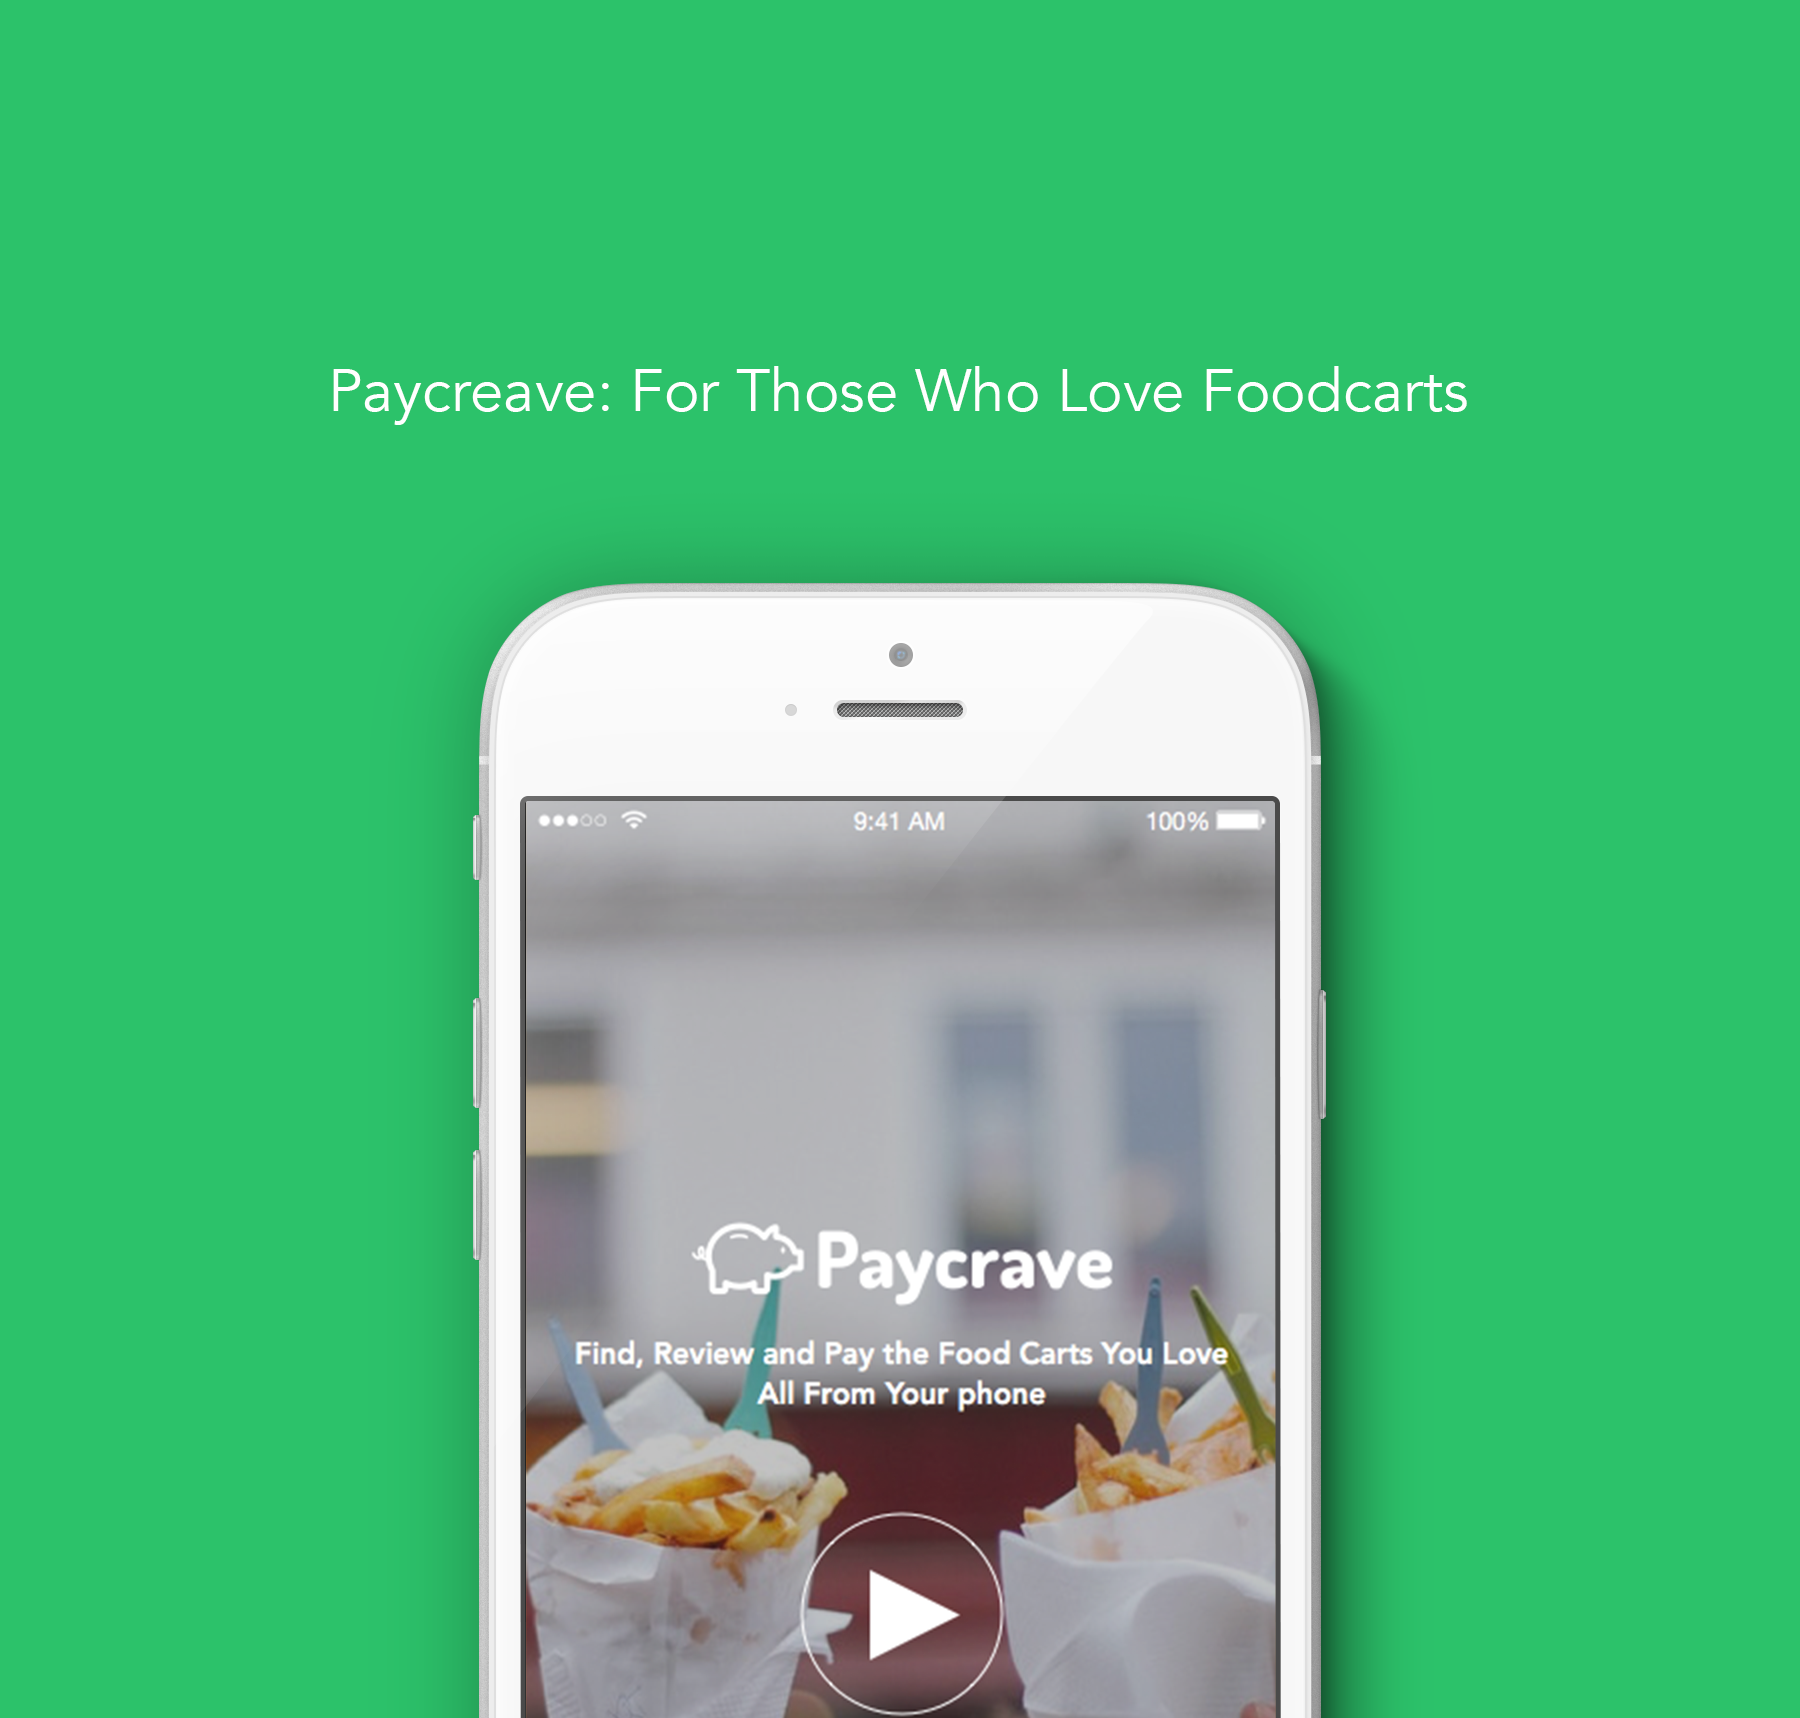 Paycreave: For Those Who Love Foodcarts
9:41 AM
100%
Paycrave
Find, Review and Pay the Food Carts You Love
All From Your phone